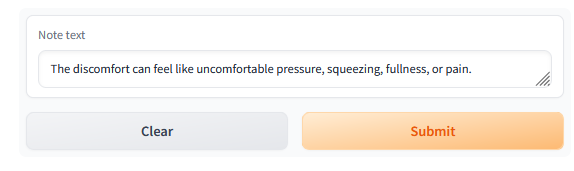 Note text
The discomfort can feel like uncomfortable pressure, squeezing, fullness, or pain.
Clear
Submit